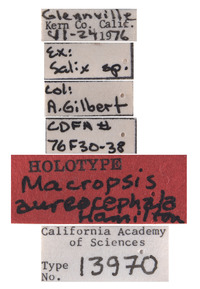 Glennville
Kern Co. Calif.
VI-24 1976
Ex:
Salix sp.
Col:
A.Gilbert
CDFA #
76F30-38
HOLOTYPE
Macropsis
aureocephala
Hamilton
California Academy
of Sciences
Type
No. 13970